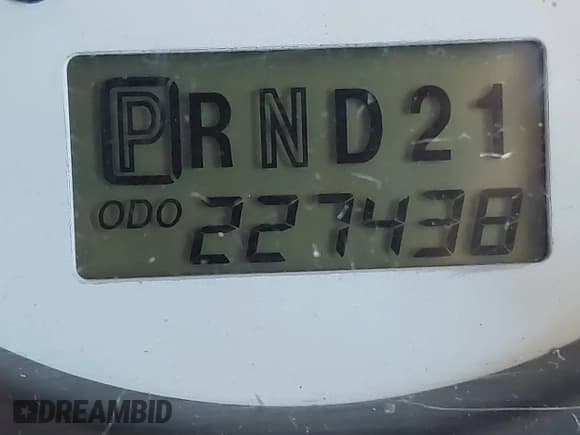 PRND21
ODO 227438
DREAMBID